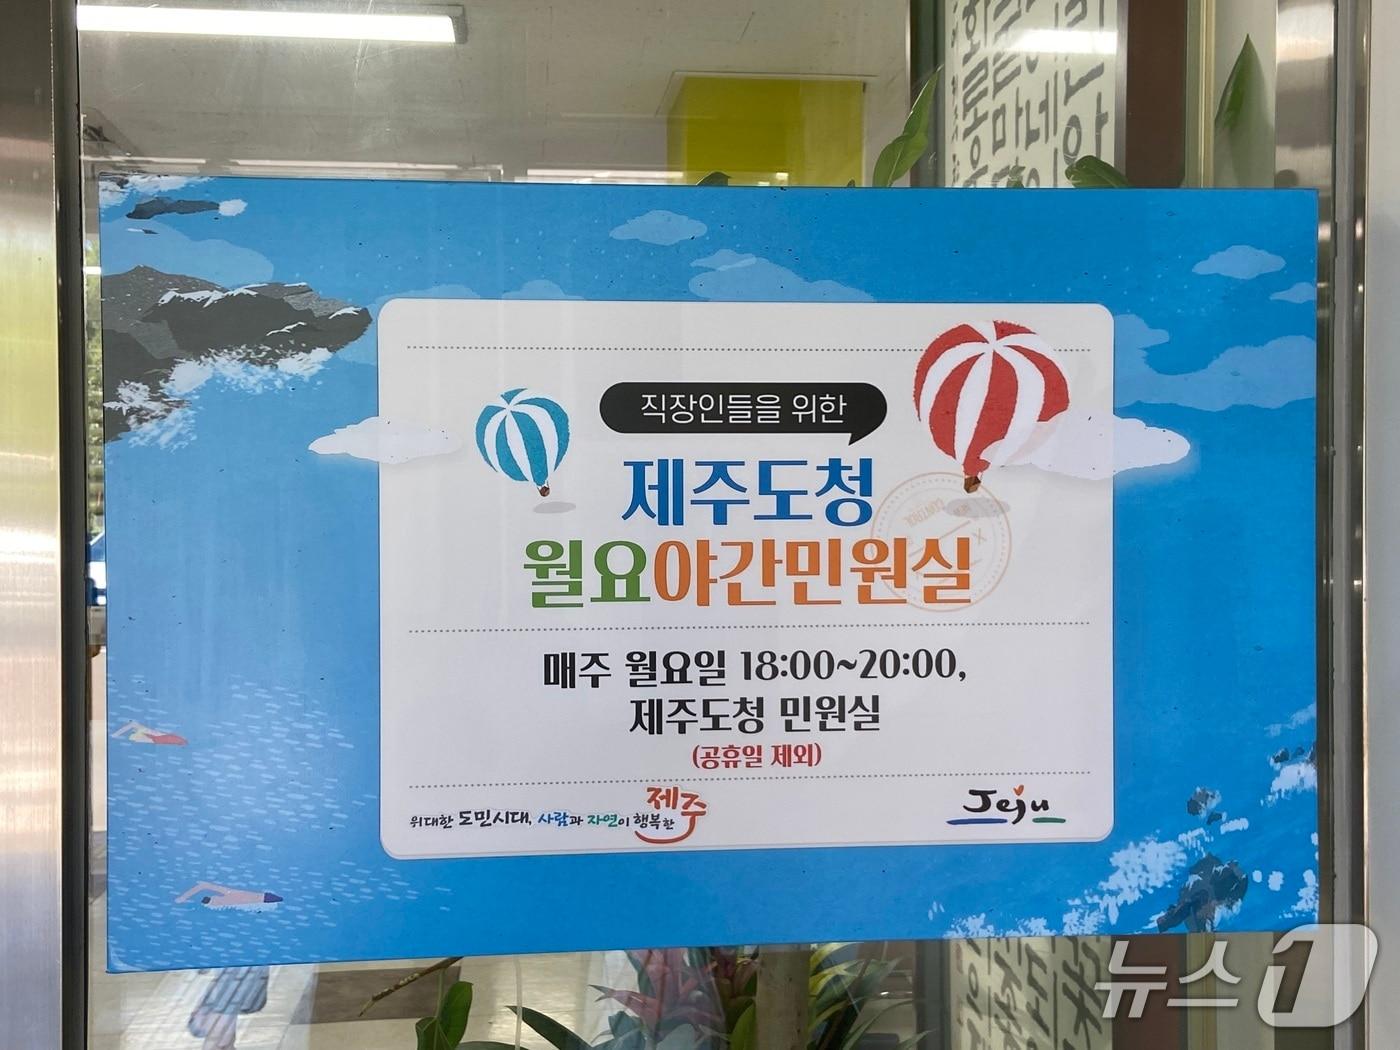 직장인들을 위한
제주도청
월요야간민원실
매주 월요일 18:00~20:00,
제주도청 민원실
(공휴일 제외)
위대한 도민시대, 사람과 자연이 행복한 제주
Jeju
뉴스1